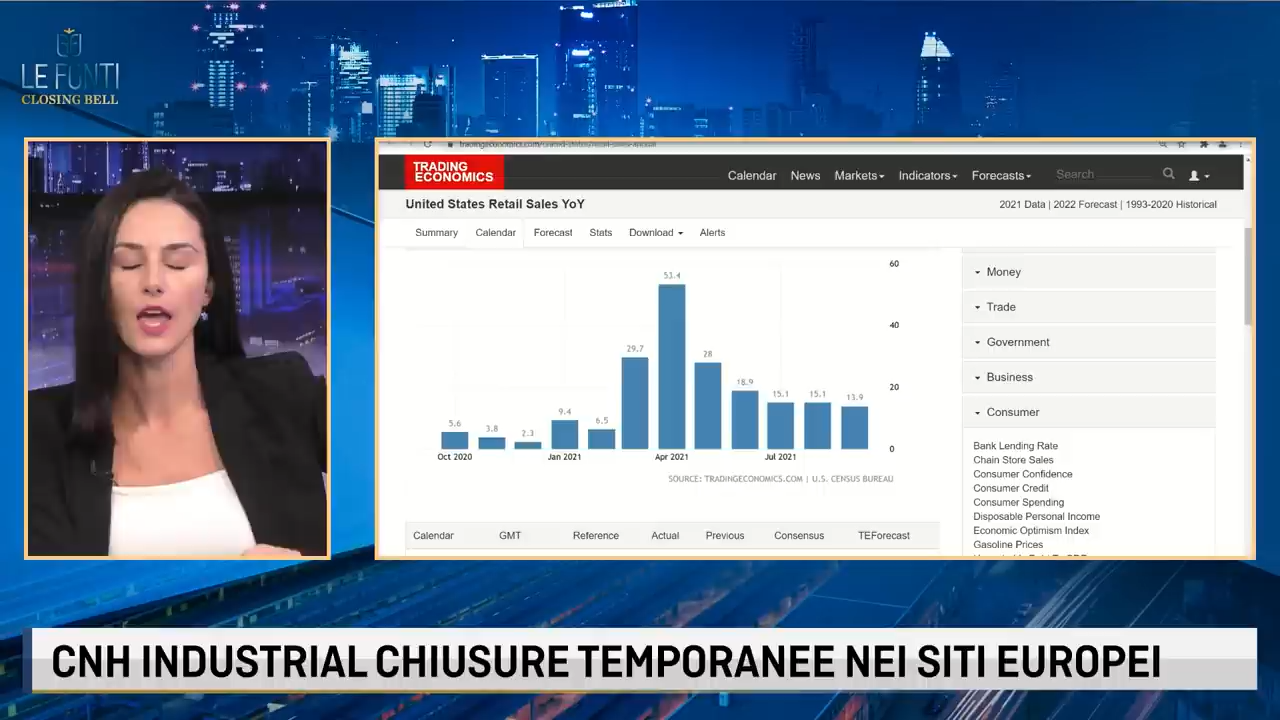 LE FONTI
CLOSING BELL
TRADING
ECONOMICS
Calendar News Markets Indicators Forecasts Search
United States Retail Sales YoY
2021 Data | 2022 Forecast | 1993-2020 Historical
Summary Calendar Forecast Stats Download Alerts
60
53.4
40
29.7
28
20
18.9
15.1
15.1
13.9
9.4
6.5
5.6
3.8
2.3
0
Oct 2020 Jan 2021 Apr 2021 Jul 2021
SOURCE: TRADINGECONOMICS.COM | U.S. CENSUS BUREAU
Calendar GMT Reference Actual Previous Consensus TEForecast
Money
Trade
Government
Business
Consumer
Bank Lending Rate
Chain Store Sales
Consumer Confidence
Consumer Credit
Consumer Spending
Disposable Personal Income
Economic Optimism Index
Gasoline Prices
CNH INDUSTRIAL CHIUSURE TEMPORANEE NEI SITI EUROPEI